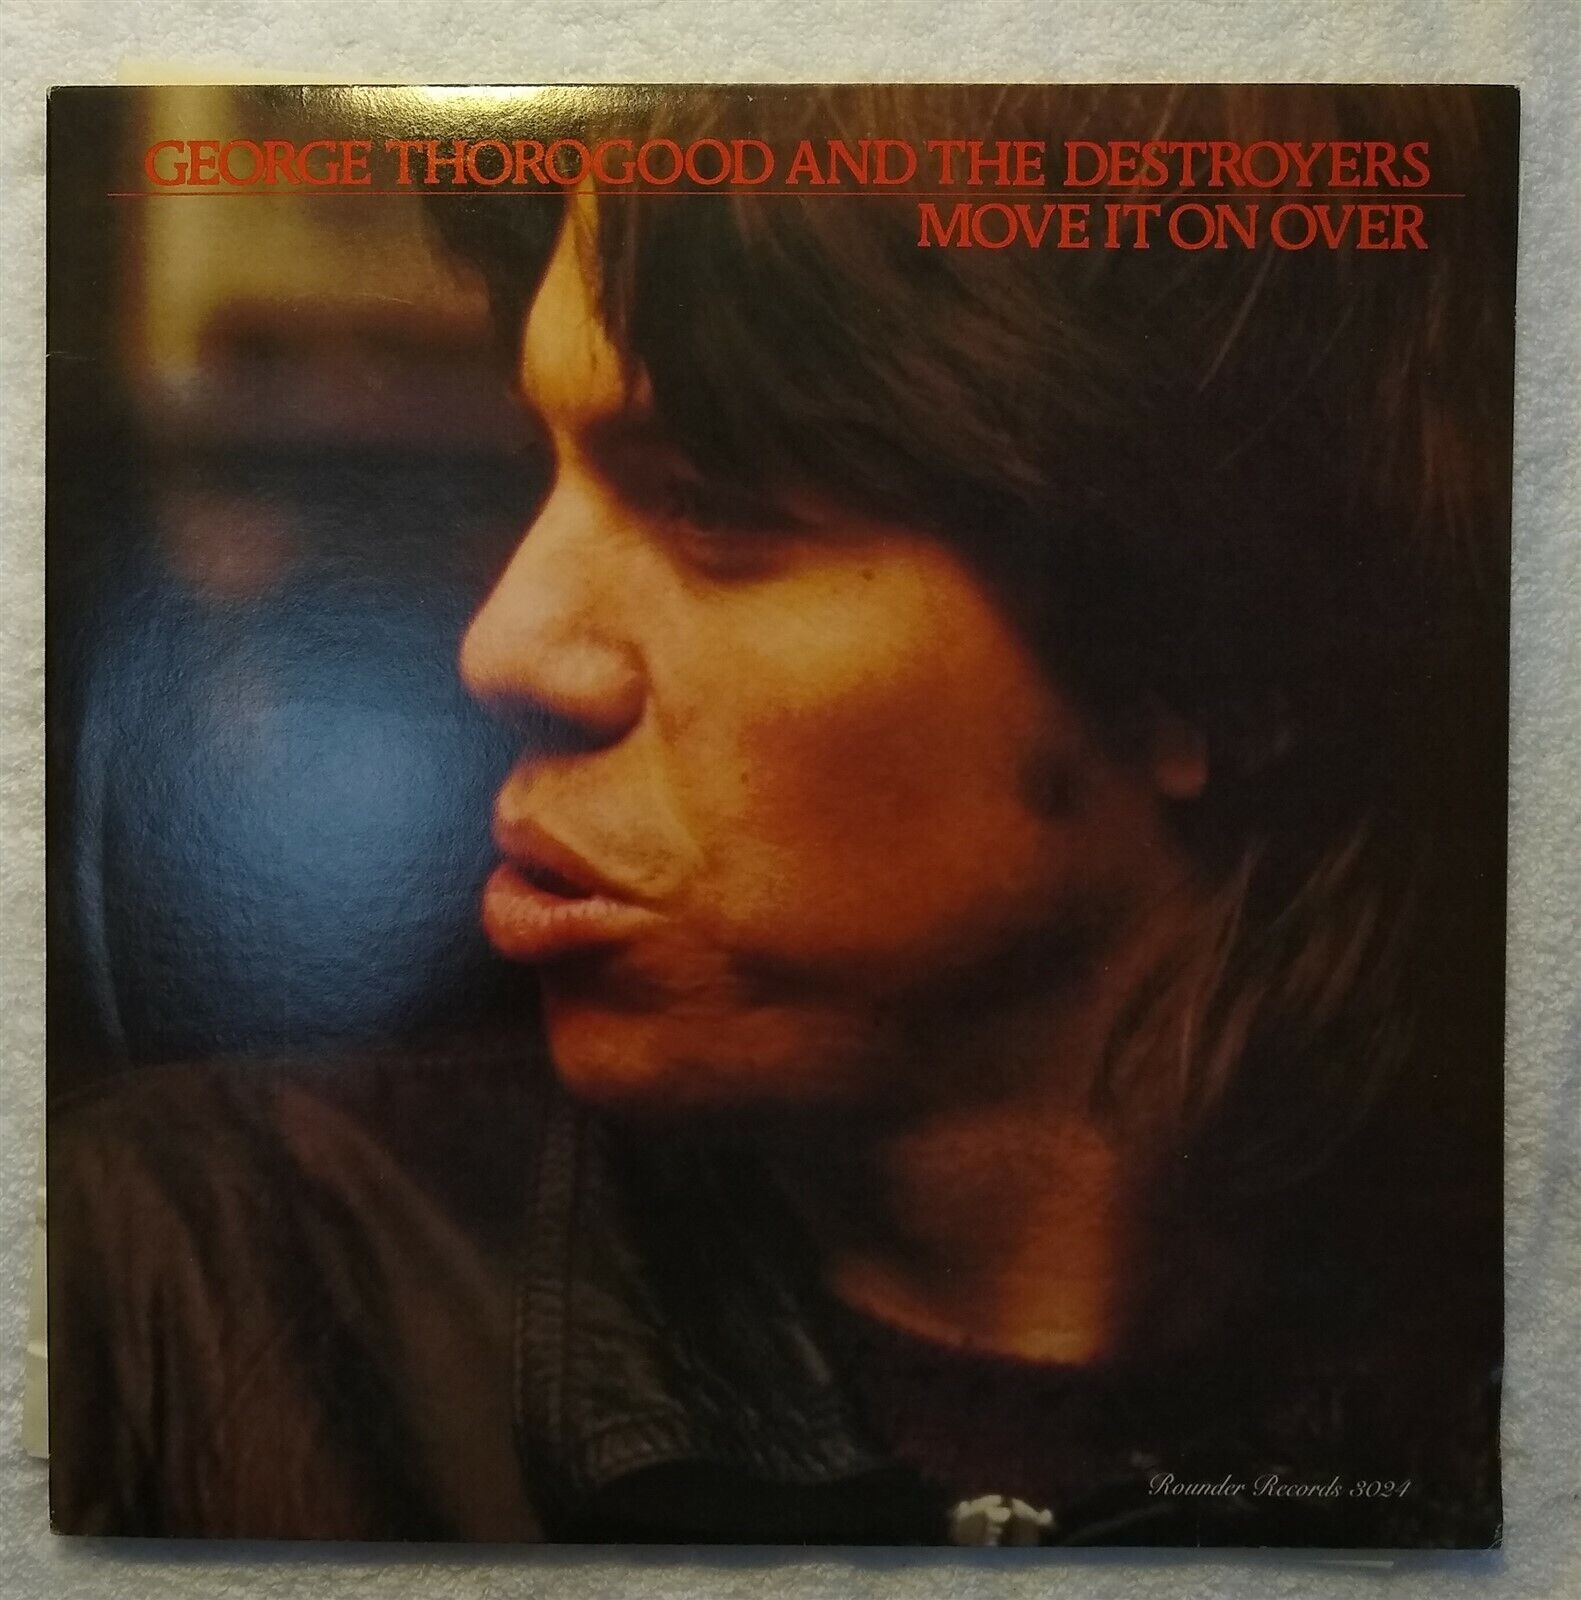 GEORGE THOROGOOD AND THE DESTROYERS
MOVE IT ON OVER
Rounder Records 3024